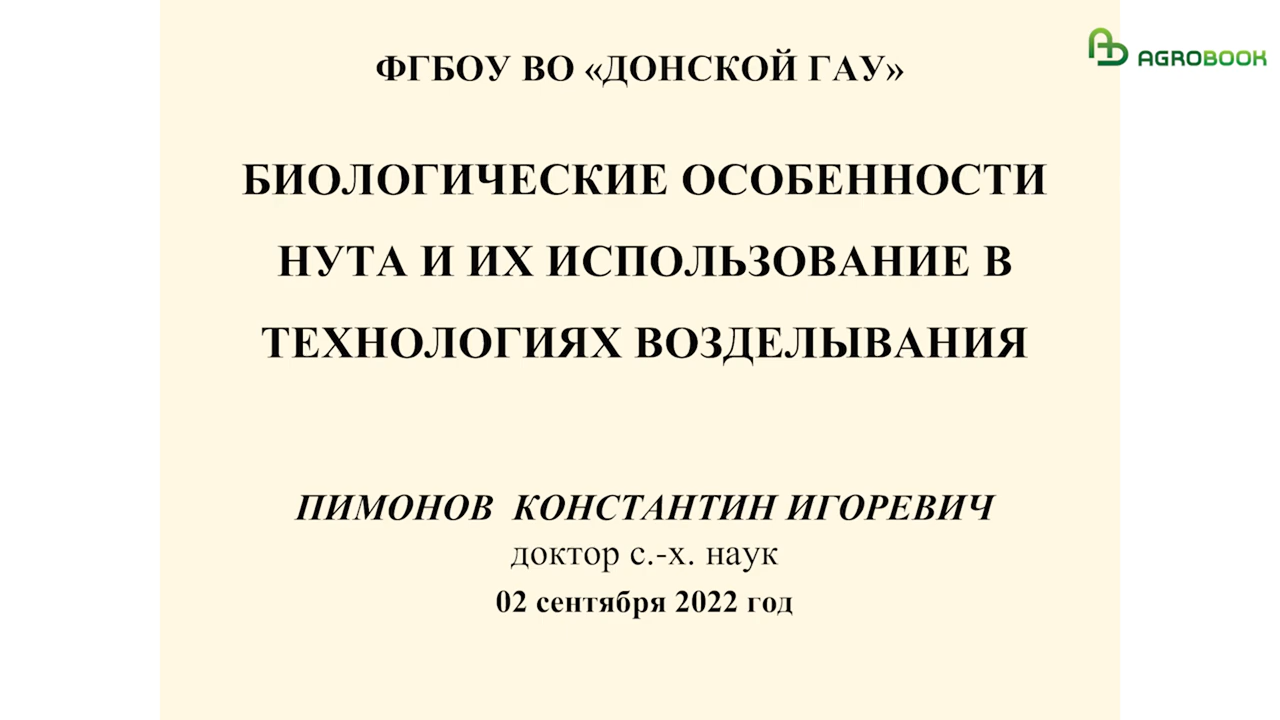 ФГБОУ ВО «ДОНСКОЙ ГАУ»
AGROBOOK
БИОЛОГИЧЕСКИЕ ОСОБЕННОСТИ
НУТА И ИХ ИСПОЛЬЗОВАНИЕ В
ТЕХНОЛОГИЯХ ВОЗДЕЛЫВАНИЯ
ПИМОНОВ КОНСТАНТИН ИГОРЕВИЧ
доктор с.-х. наук
02 сентября 2022 год